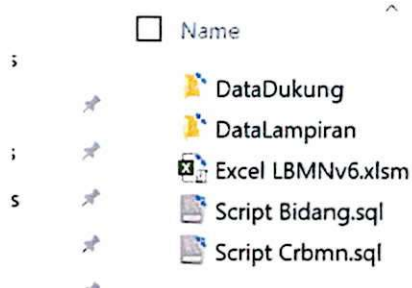 Name
DataDukung
DataLampiran
Excel LBMNv6.xlsm
Script Bidang.sql
Script Crbmn.sql